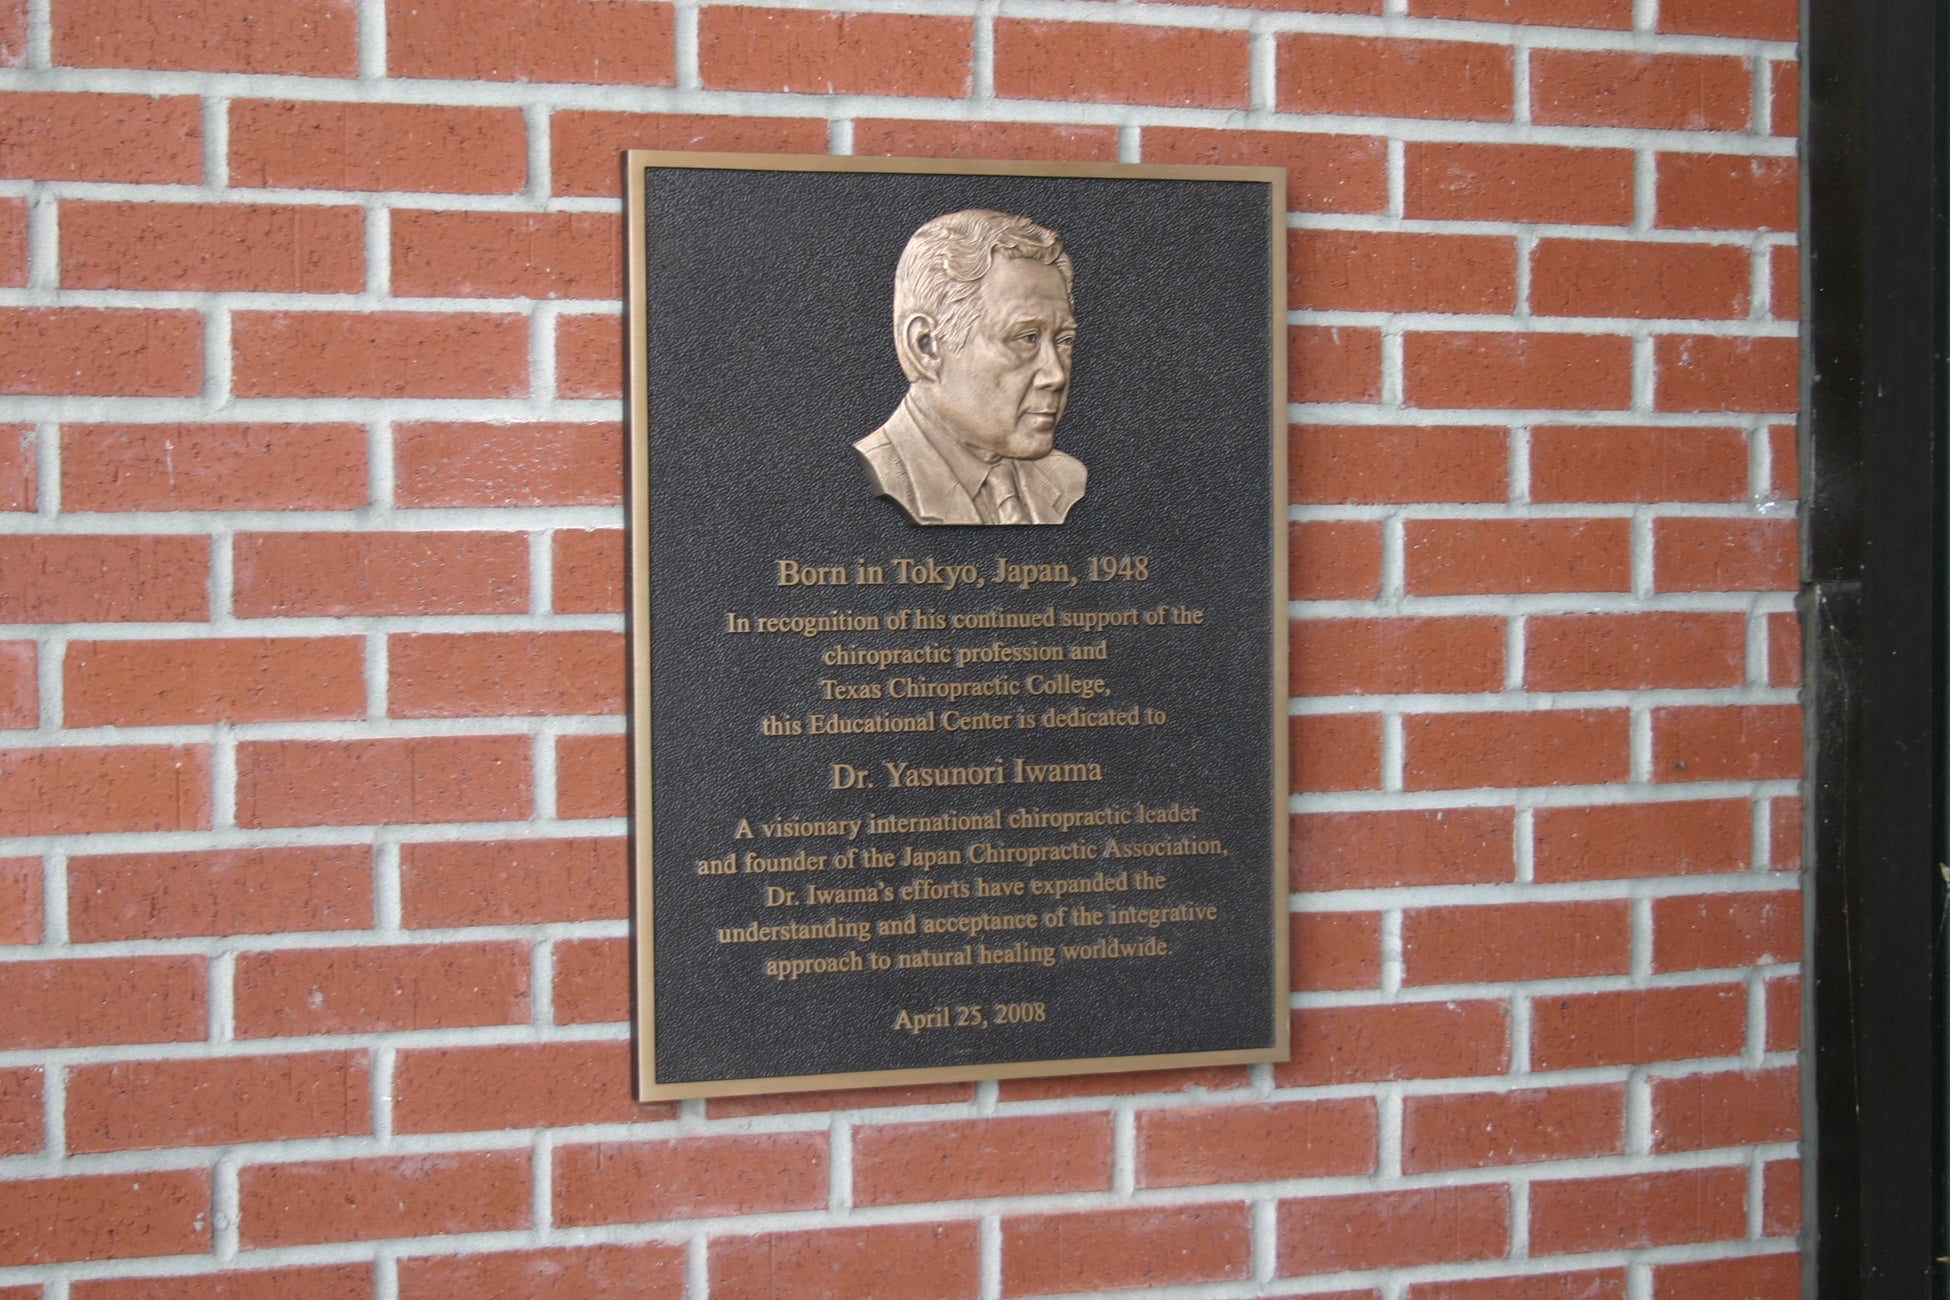 Born in Tokyo, Japan, 1948
In recognition of his continued support of the
chiropractic profession and
Texas Chiropractic College,
this Educational Center is dedicated to
Dr. Yasunori Iwama
A visionary international chiropractic leader
and founder of the Japan Chiropractic Association,
Dr. Iwama's efforts have expanded the
understanding and acceptance of the integrative
approach to natural healing worldwide.
April 25, 2008